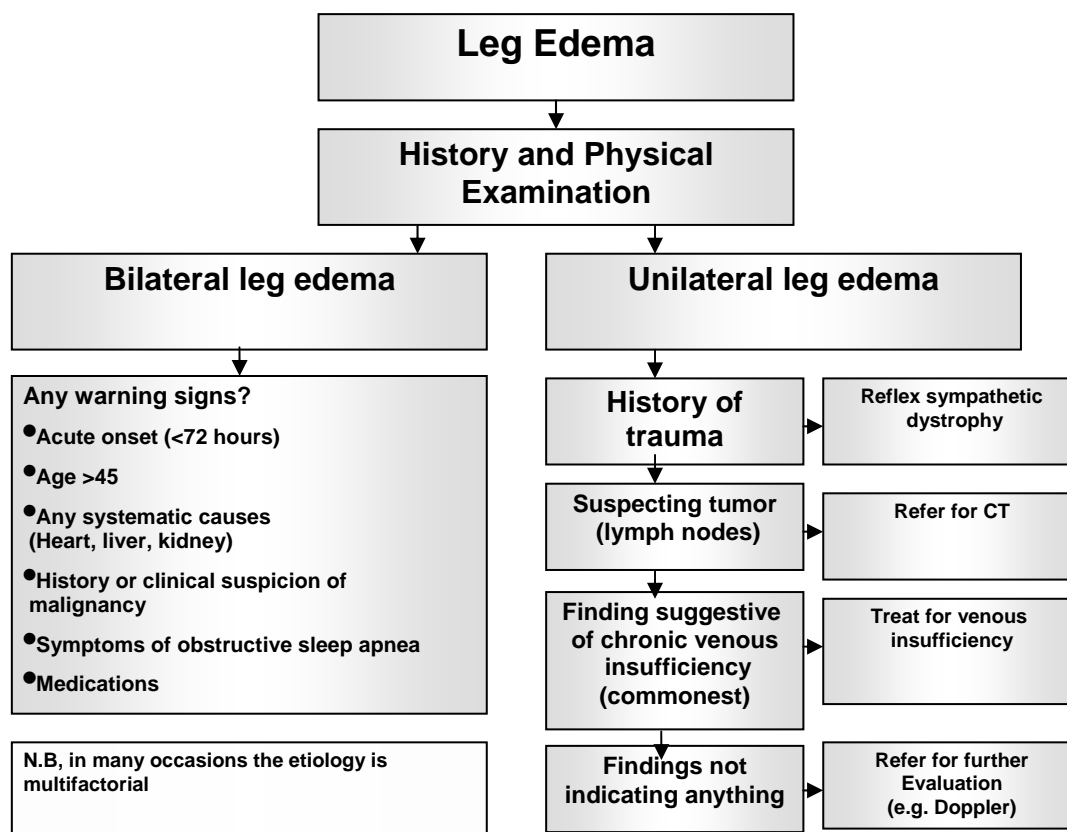 Leg Edema
History and Physical
Examination
Bilateral leg edema
Unilateral leg edema
Any warning signs?
•Acute onset (<72 hours)
•Age >45
•Any systematic causes
(Heart, liver, kidney)
•History or clinical suspicion of
malignancy
•Symptoms of obstructive sleep apnea
•Medications
N.B, in many occasions the etiology is
multifactorial
History of
trauma
Reflex sympathetic
dystrophy
Suspecting tumor
(lymph nodes)
Refer for CT
Finding suggestive
of chronic venous
insufficiency
(commonest)
Treat for venous
insufficiency
Findings not
indicating anything
Refer for further
Evaluation
(e.g. Doppler)